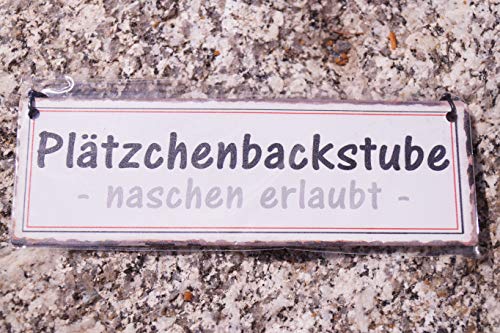 Plätzchenbackstube
- naschen erlaubt -